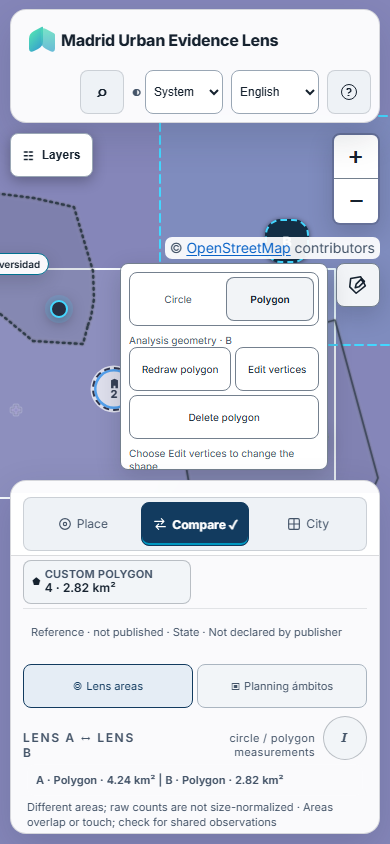 Madrid Urban Evidence Lens
System
English
?
Layers
+
−
© OpenStreetMap contributors
versidad
Circle
Polygon
Analysis geometry · B
Redraw polygon
Edit vertices
Delete polygon
Choose Edit vertices to change the
shape.
2
Place
Compare ✓
City
CUSTOM POLYGON
4 · 2.82 km²
Reference · not published · State · Not declared by publisher
Lens areas
Planning ámbitos
LENS A ↔ LENS
B
circle / polygon
measurements
I
A · Polygon · 4.24 km² | B · Polygon · 2.82 km²
Different areas; raw counts are not size-normalized · Areas
overlap or touch; check for shared observations